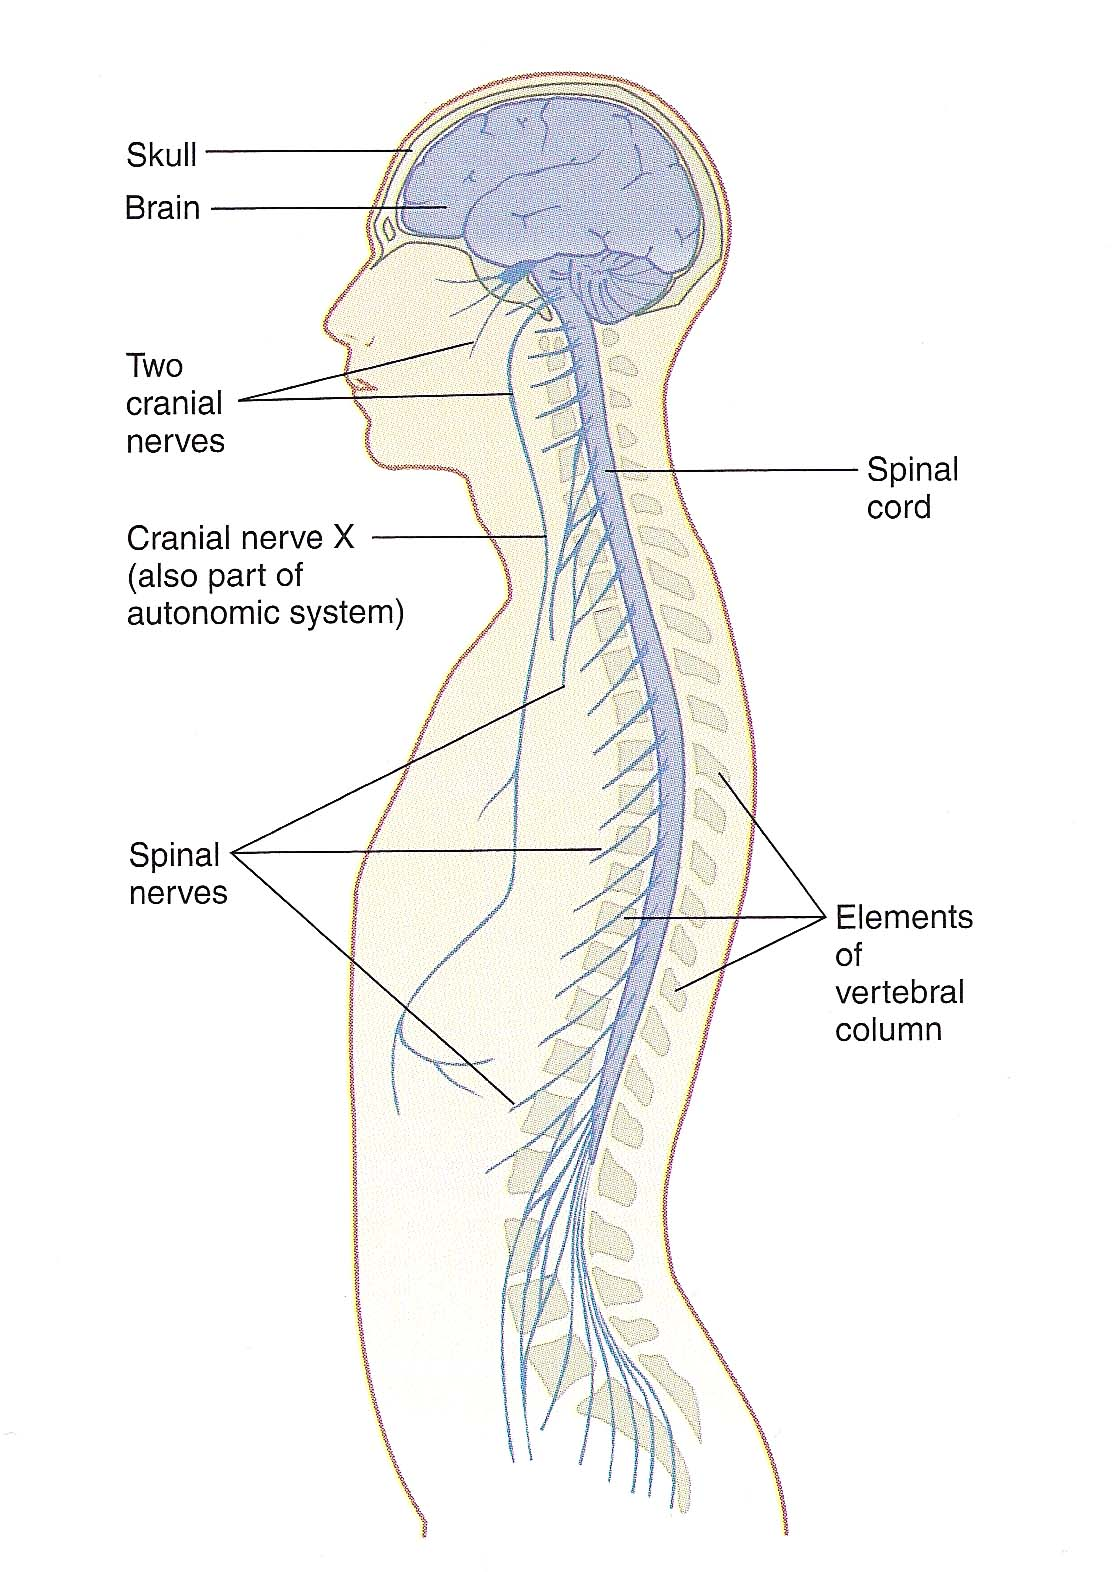 Skull
Brain
Two
cranial
nerves
Spinal
cord
Cranial nerve X
(also part of
autonomic system)
Spinal
nerves
Elements
of
vertebral
column